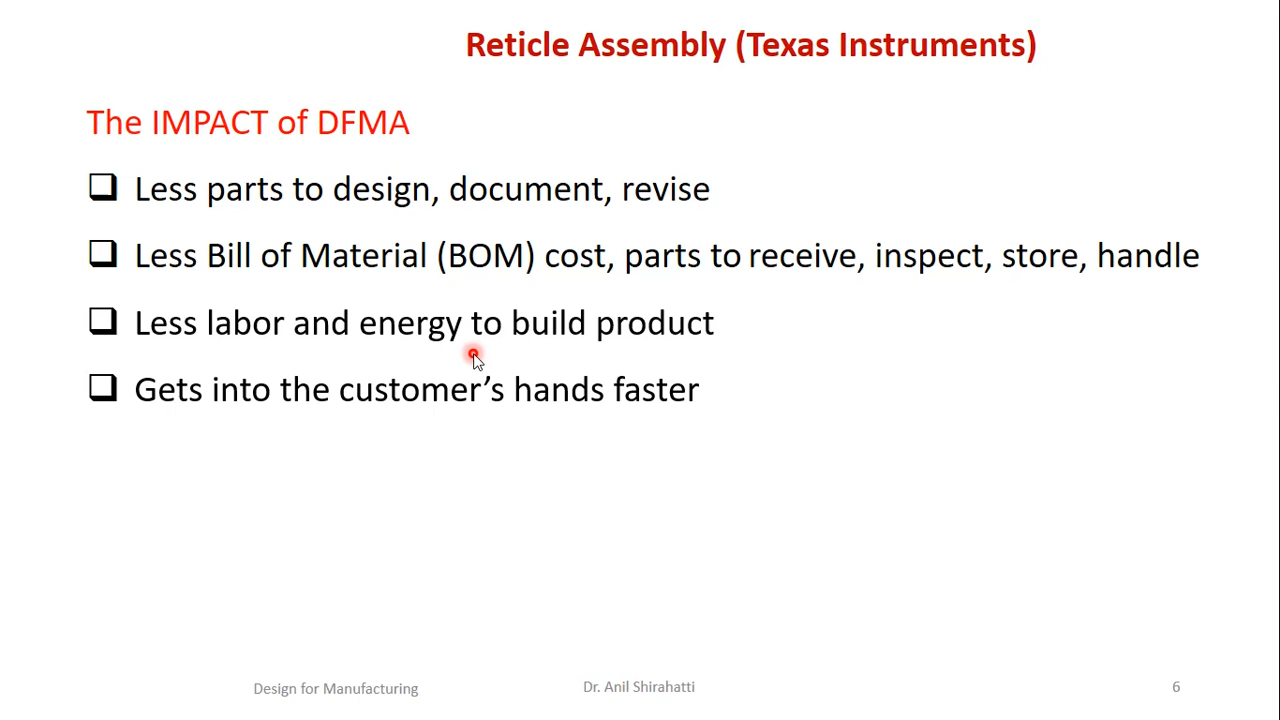 Reticle Assembly (Texas Instruments)
The IMPACT of DFMA
Less parts to design, document, revise
Less Bill of Material (BOM) cost, parts to receive, inspect, store, handle
Less labor and energy to build product
Gets into the customer’s hands faster
Design for Manufacturing
Dr. Anil Shirahatti
6